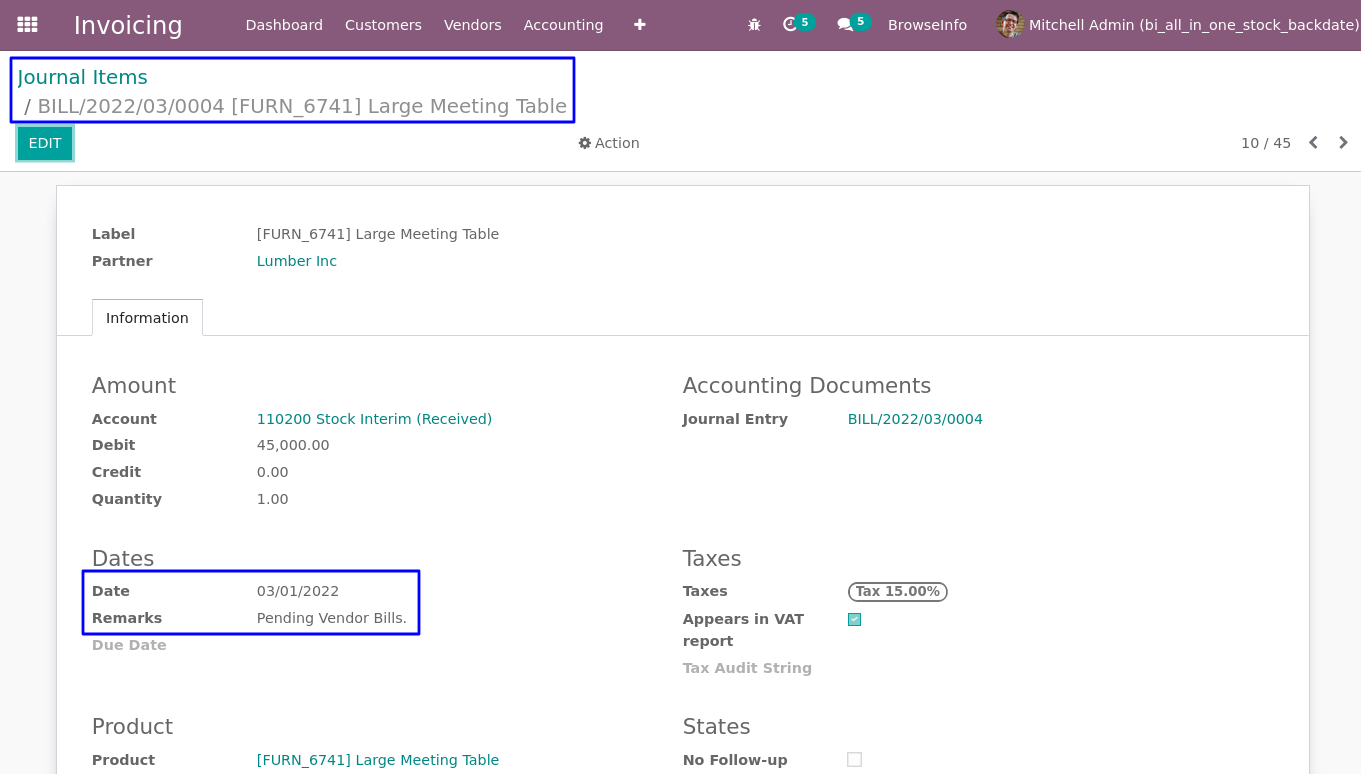 Invoicing Dashboard Customers Vendors Accounting 5 5 BrowseInfo Mitchell Admin (bi_all_in_one_stock_backdate)
Journal Items
/ BILL/2022/03/0004 [FURN_6741] Large Meeting Table
EDIT Action 10 / 45
Label [FURN_6741] Large Meeting Table
Partner Lumber Inc
Information
Amount
Account 110200 Stock Interim (Received)
Debit 45,000.00
Credit 0.00
Quantity 1.00
Accounting Documents
Journal Entry BILL/2022/03/0004
Dates
Date 03/01/2022
Remarks Pending Vendor Bills.
Due Date
Taxes
Taxes Tax 15.00%
Appears in VAT
report
Tax Audit String
Product
Product [FURN_6741] Large Meeting Table
States
No Follow-up